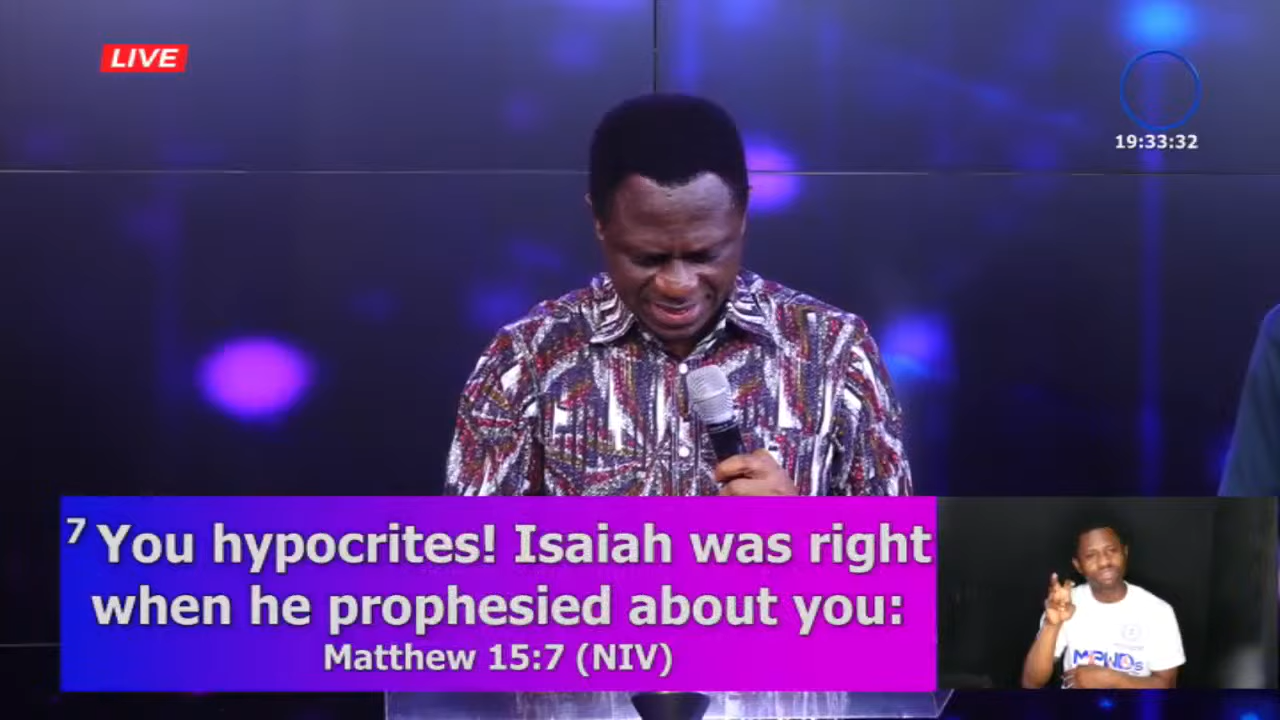 LIVE
19:33:32
7 You hypocrites! Isaiah was right
when he prophesied about you:
Matthew 15:7 (NIV)
MPWDs